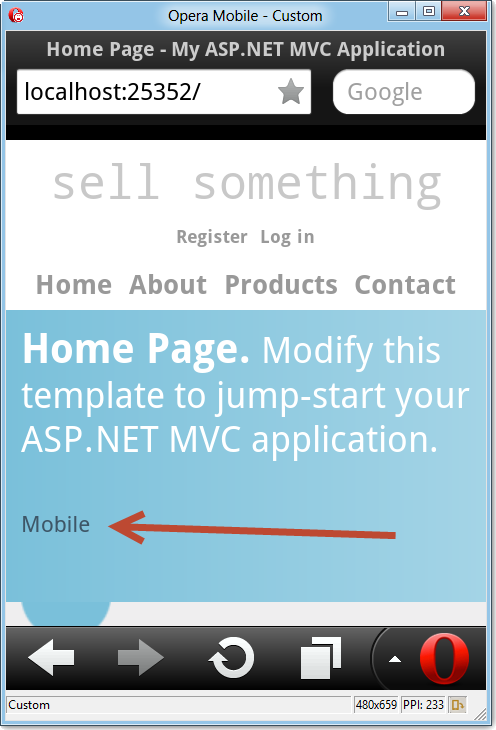 Opera Mobile - Custom
Home Page - My ASP.NET MVC Application
localhost:25352/ Google
sell something
Register Log in
Home About Products Contact
Home Page. Modify this
template to jump-start your
ASP.NET MVC application.
Mobile
Custom 480x659 PPI: 233